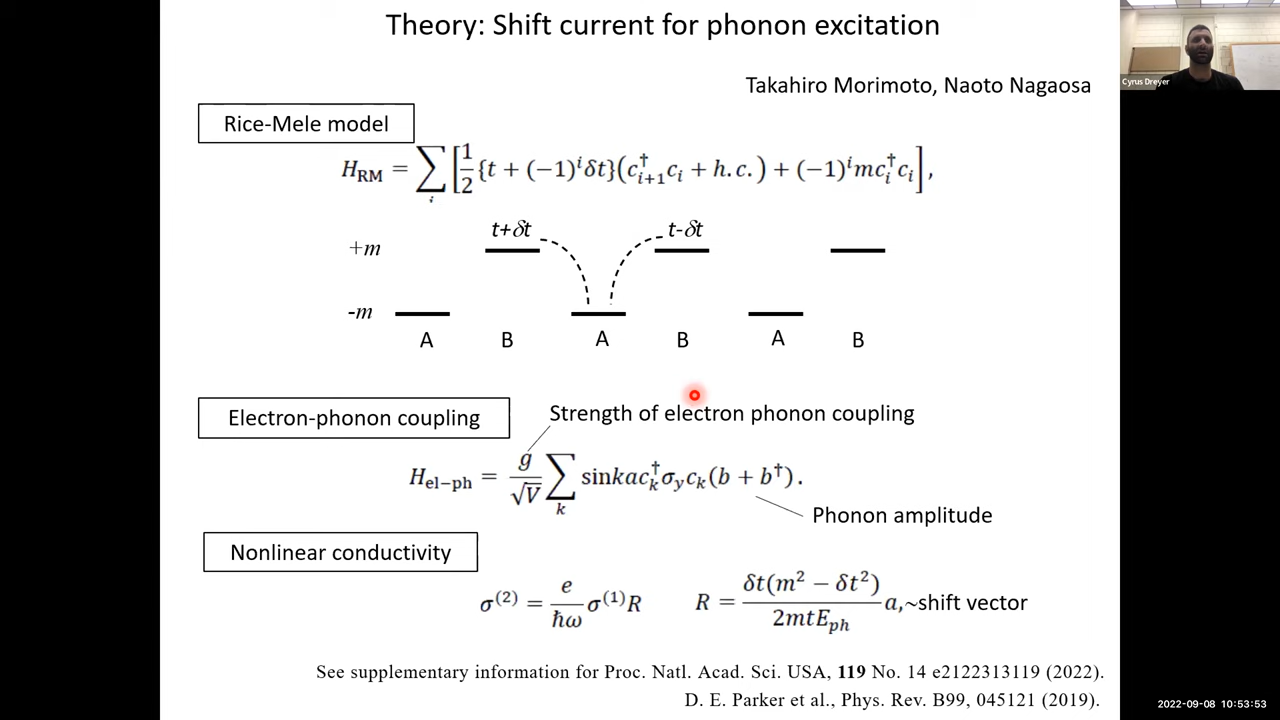 Theory: Shift current for phonon excitation
Takahiro Morimoto, Naoto Nagaosa
Cyrus Dreyer
Rice-Mele model
H_RM = ∑_i [1/2 {t + (−1)^i δt}(c†_{i+1} c_i + h.c.) + (−1)^i m c†_i c_i],
t+δt t-δt
+m
-m
A B A B A B
Electron-phonon coupling
Strength of electron phonon coupling
H_el−ph = g/√V ∑_k sinka c†_k σ_y c_k (b + b†).
Phonon amplitude
Nonlinear conductivity
σ^(2) = e/ħω σ^(1) R R = δt(m² − δt²)/2mtE_ph a, ~shift vector
See supplementary information for Proc. Natl. Acad. Sci. USA, 119 No. 14 e2122313119 (2022).
D. E. Parker et al., Phys. Rev. B99, 045121 (2019).
2022-09-08 10:53:53